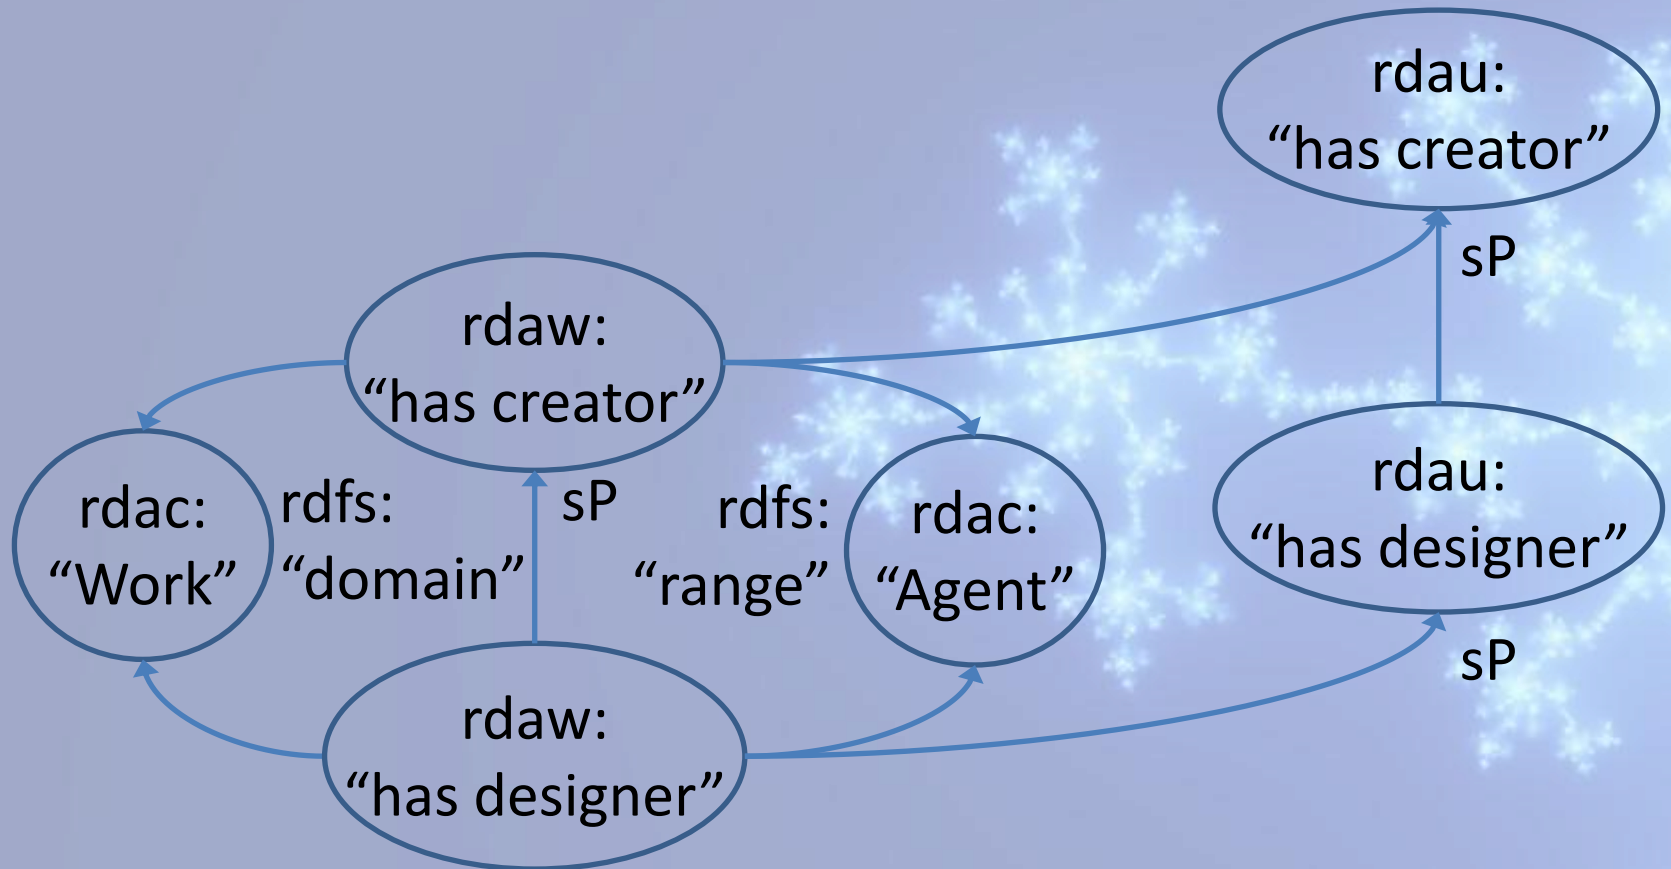 rdau:
“has creator”
sP
rdaw:
“has creator”
rdac:
“Work”
rdfs:
“domain”
sP
rdfs:
“range”
rdac:
“Agent”
rdau:
“has designer”
sP
rdaw:
“has designer”